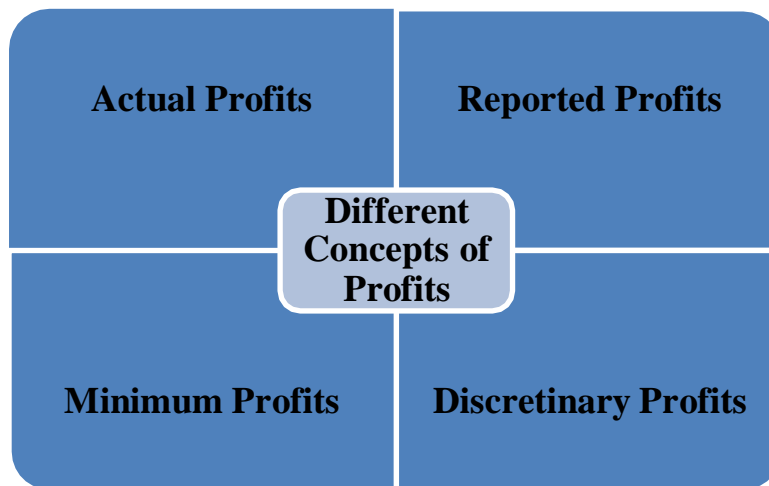 Actual Profits
Reported Profits
Different
Concepts of
Profits
Minimum Profits
Discretinary Profits